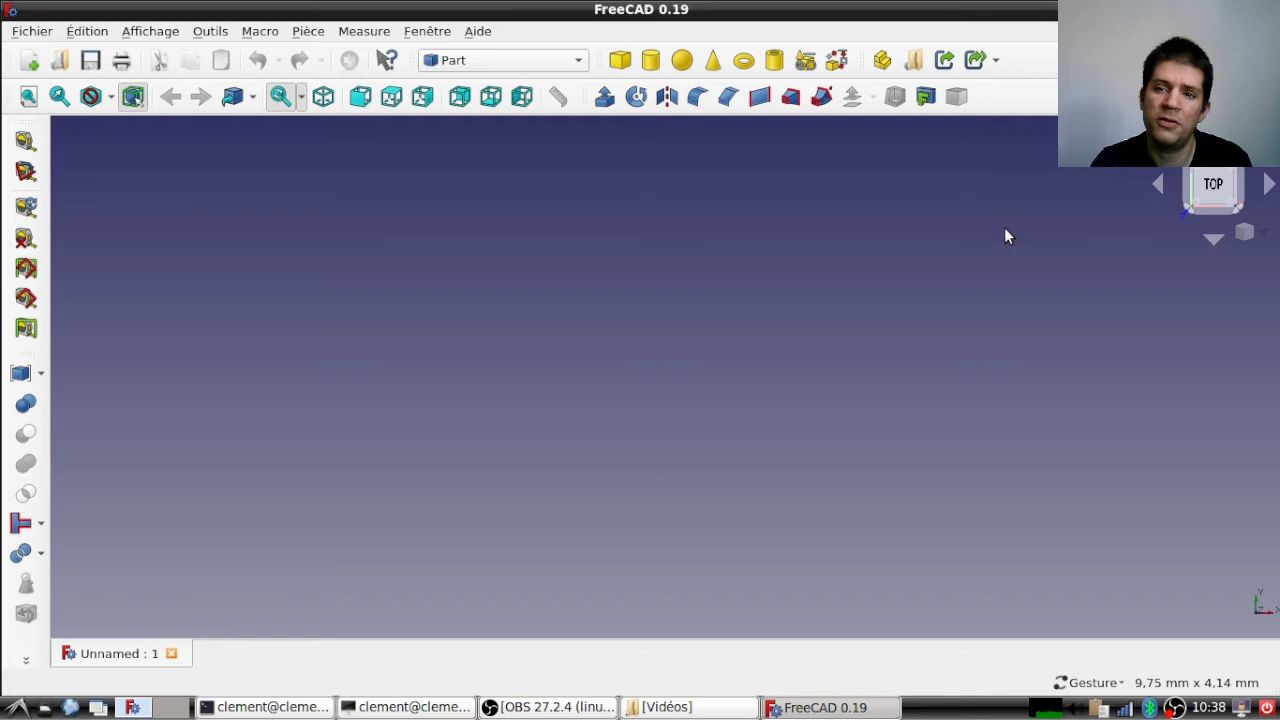 FreeCAD 0.19
Fichier Édition Affichage Outils Macro Pièce Measure Fenêtre Aide
Part
TOP
Y
Z
X
Unnamed : 1
Gesture 9,75 mm x 4,14 mm
clement@cleme... clement@cleme... [OBS 27.2.4 (linu... [Vidéos] FreeCAD 0.19 10:38